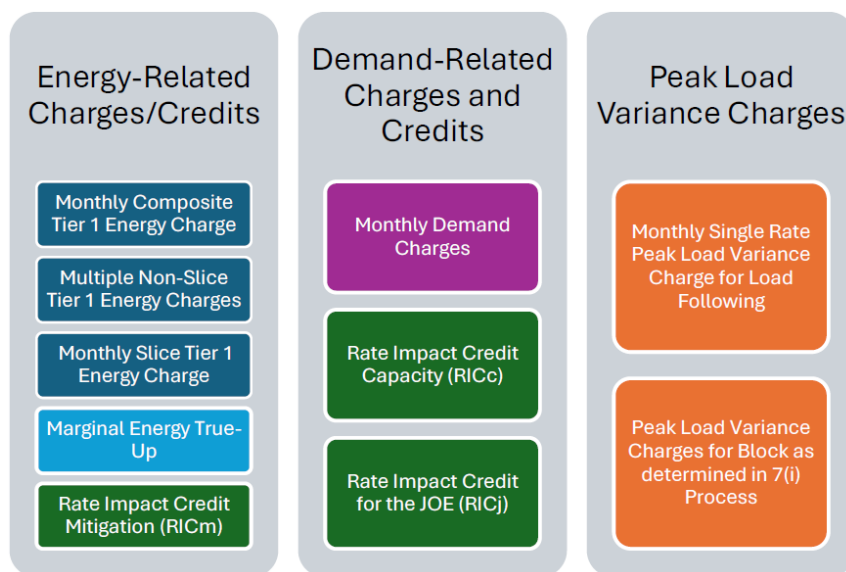 Energy-Related
Charges/Credits
Monthly Composite
Tier 1 Energy Charge
Multiple Non-Slice
Tier 1 Energy Charges
Monthly Slice Tier 1
Energy Charge
Marginal Energy True-
Up
Rate Impact Credit
Mitigation (RICm)
Demand-Related
Charges and
Credits
Monthly Demand
Charges
Rate Impact Credit
Capacity (RICc)
Rate Impact Credit
for the JOE (RICj)
Peak Load
Variance Charges
Monthly Single Rate
Peak Load Variance
Charge for Load
Following
Peak Load Variance
Charges for Block as
determined in 7(i)
Process